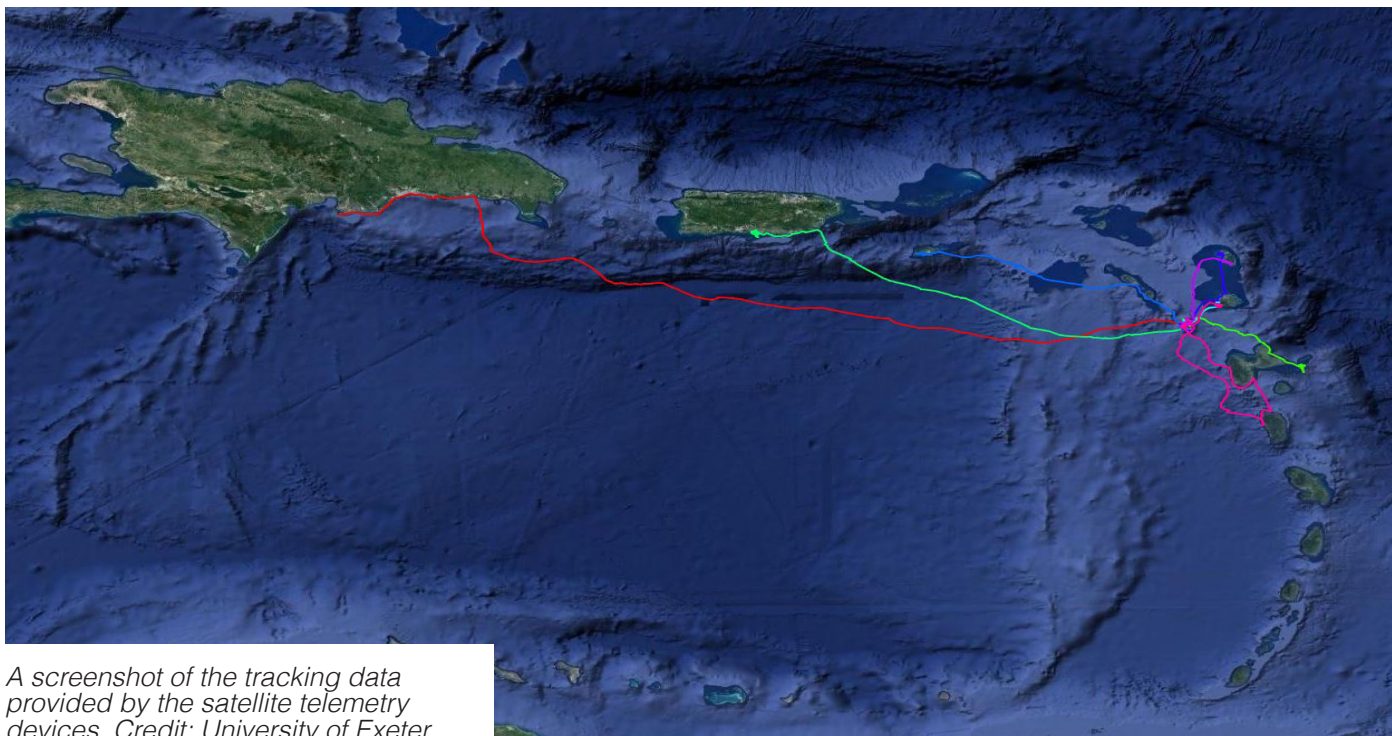 A screenshot of the tracking data
provided by the satellite telemetry
devices. Credit: University of Exeter